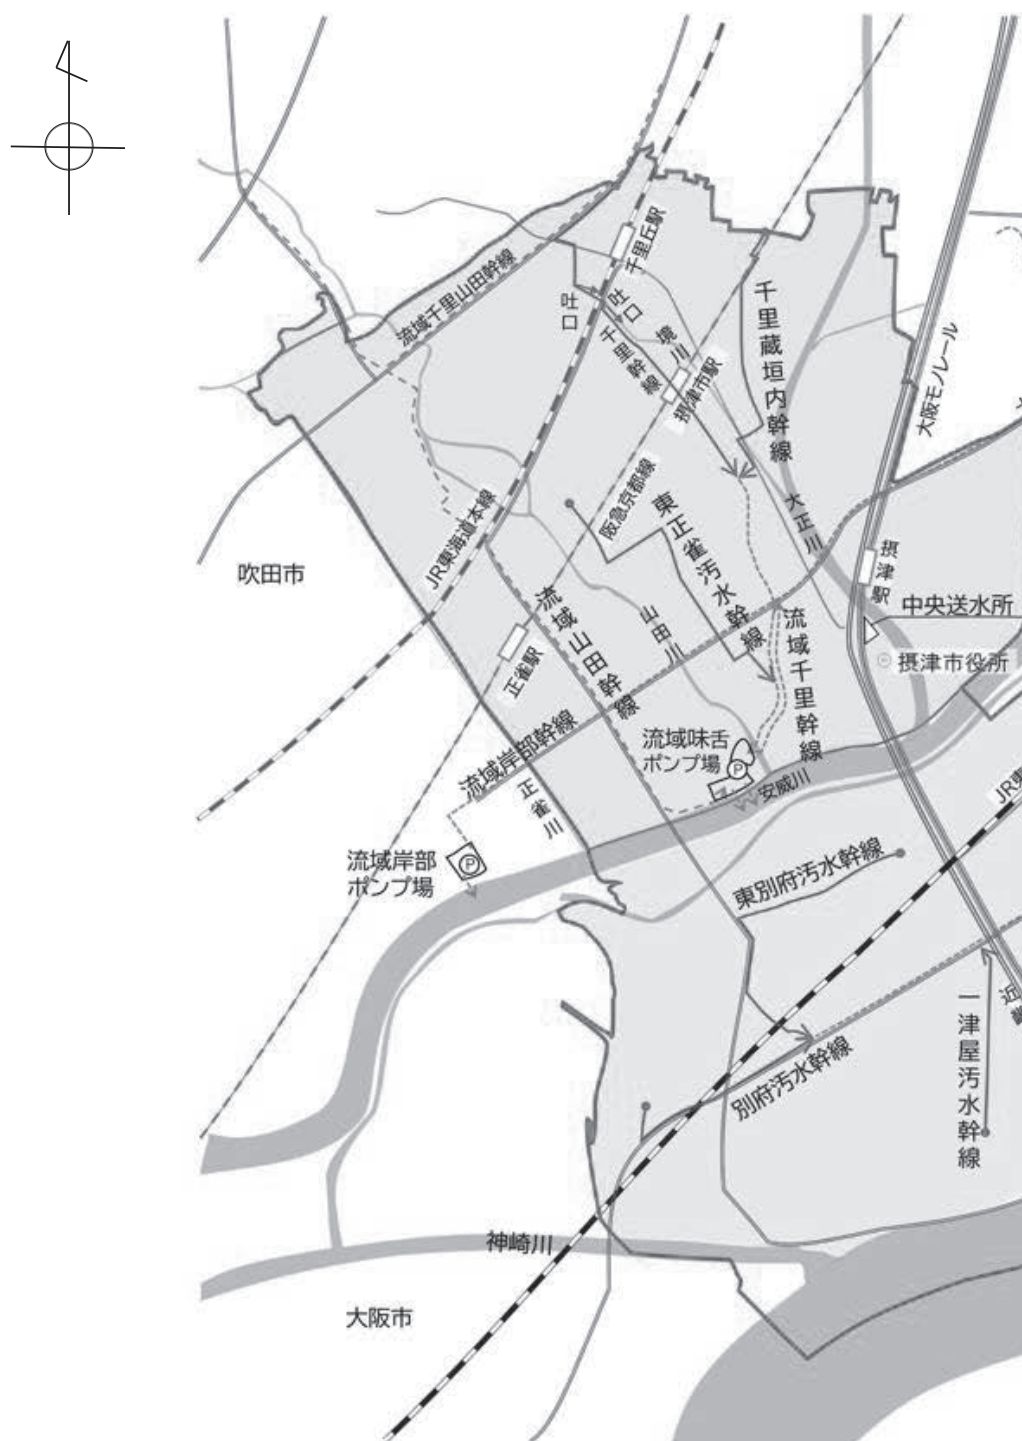 千里丘駅
流域千里山田幹線
吐口
吐口
千里幹線
境川
摂津市駅
千里蔵垣内幹線
大阪モノレール
JR東海道本線
阪急京都線
東正雀汚水幹線
大正川
摂津駅
中央送水所
摂津市役所
吹田市
流域山田幹線
山田川
流域千里幹線
正雀駅
流域岸部幹線
流域味舌
ポンプ場
P
安威川
正雀川
JR東
流域岸部
ポンプ場
P
東別府汚水幹線
近
一津屋汚水幹線
別府汚水幹線
神崎川
大阪市